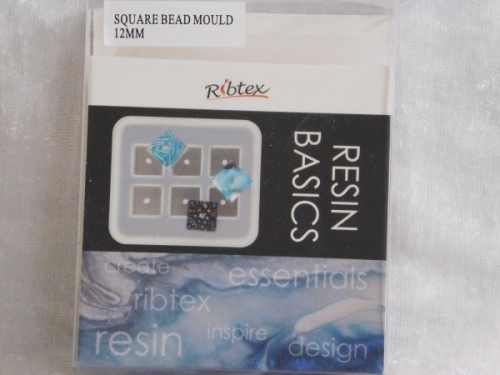 SQUARE BEAD MOULD
12MM
Ribtex
RESIN
BASICS
create
essentials
ribtex
inspire
resin
design